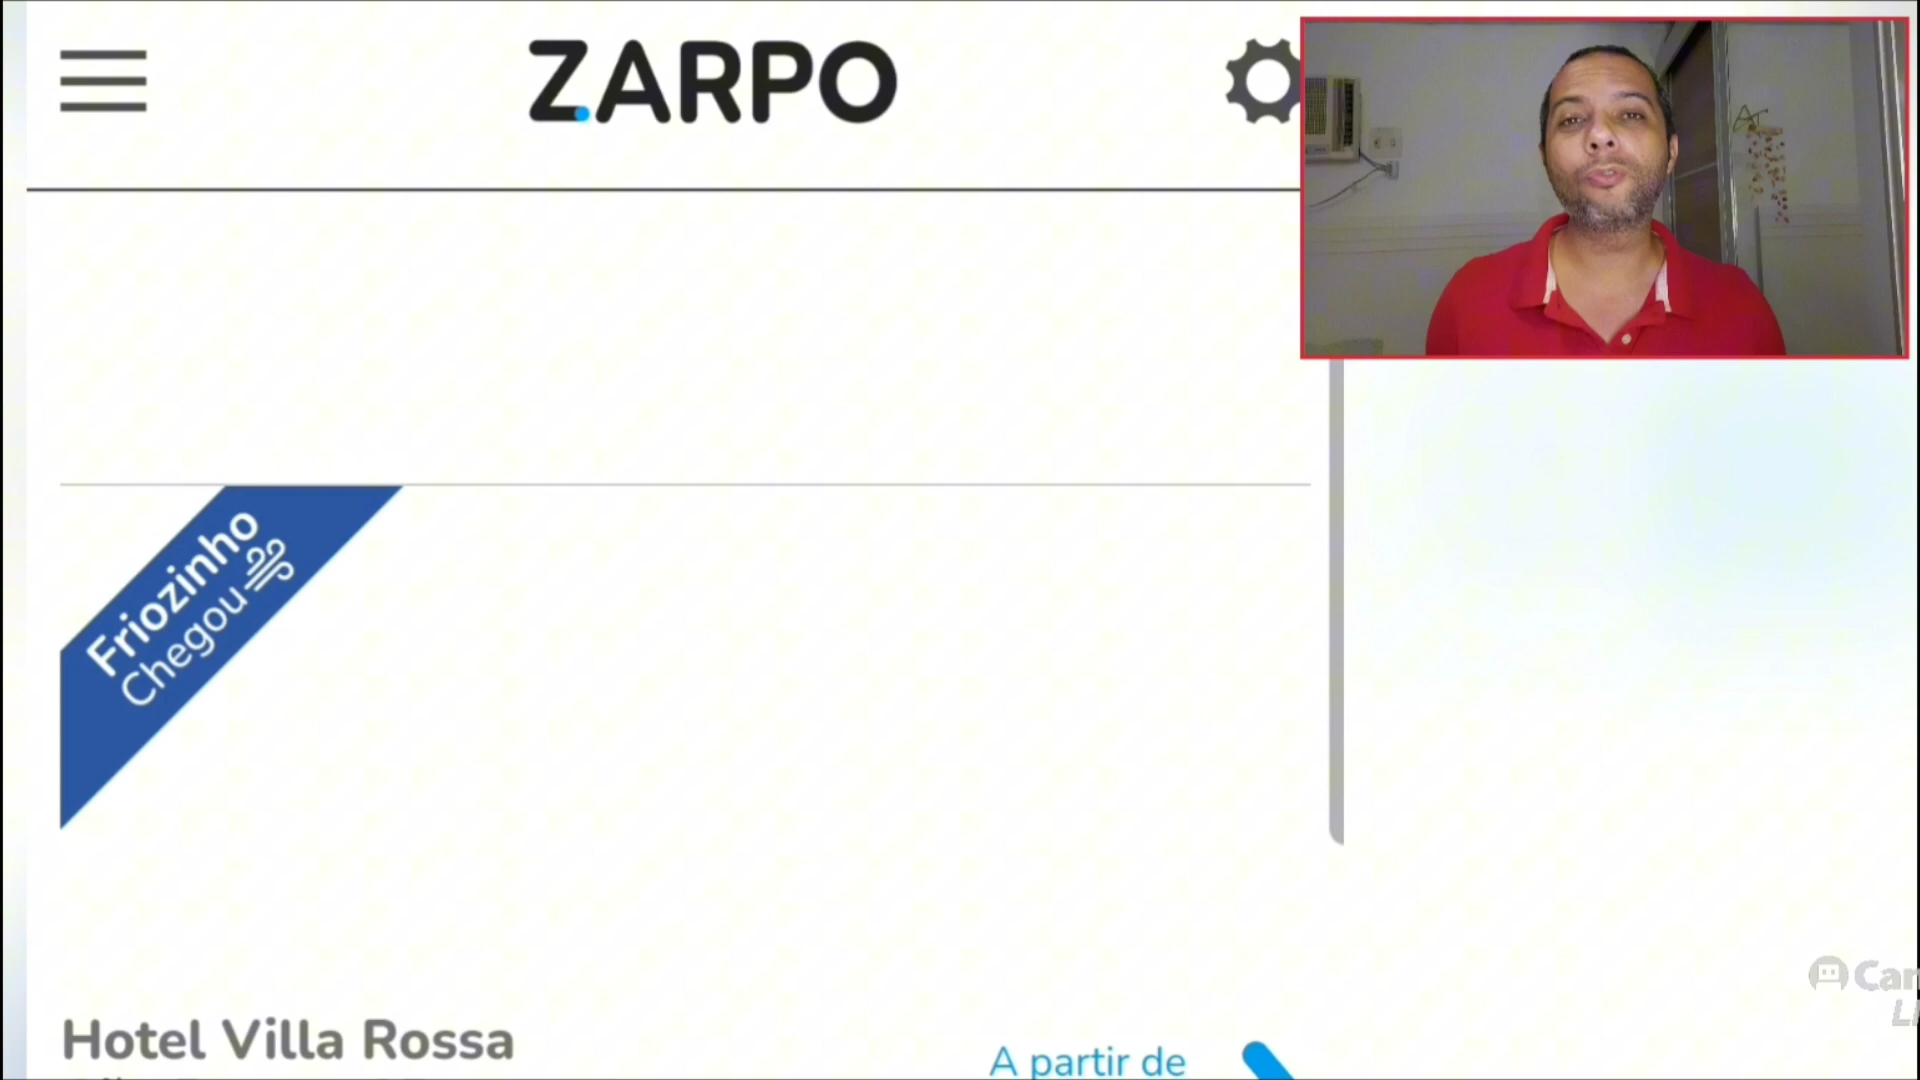 ZARPO
Friozinho
Chegou
Hotel Villa Rossa
A partir de